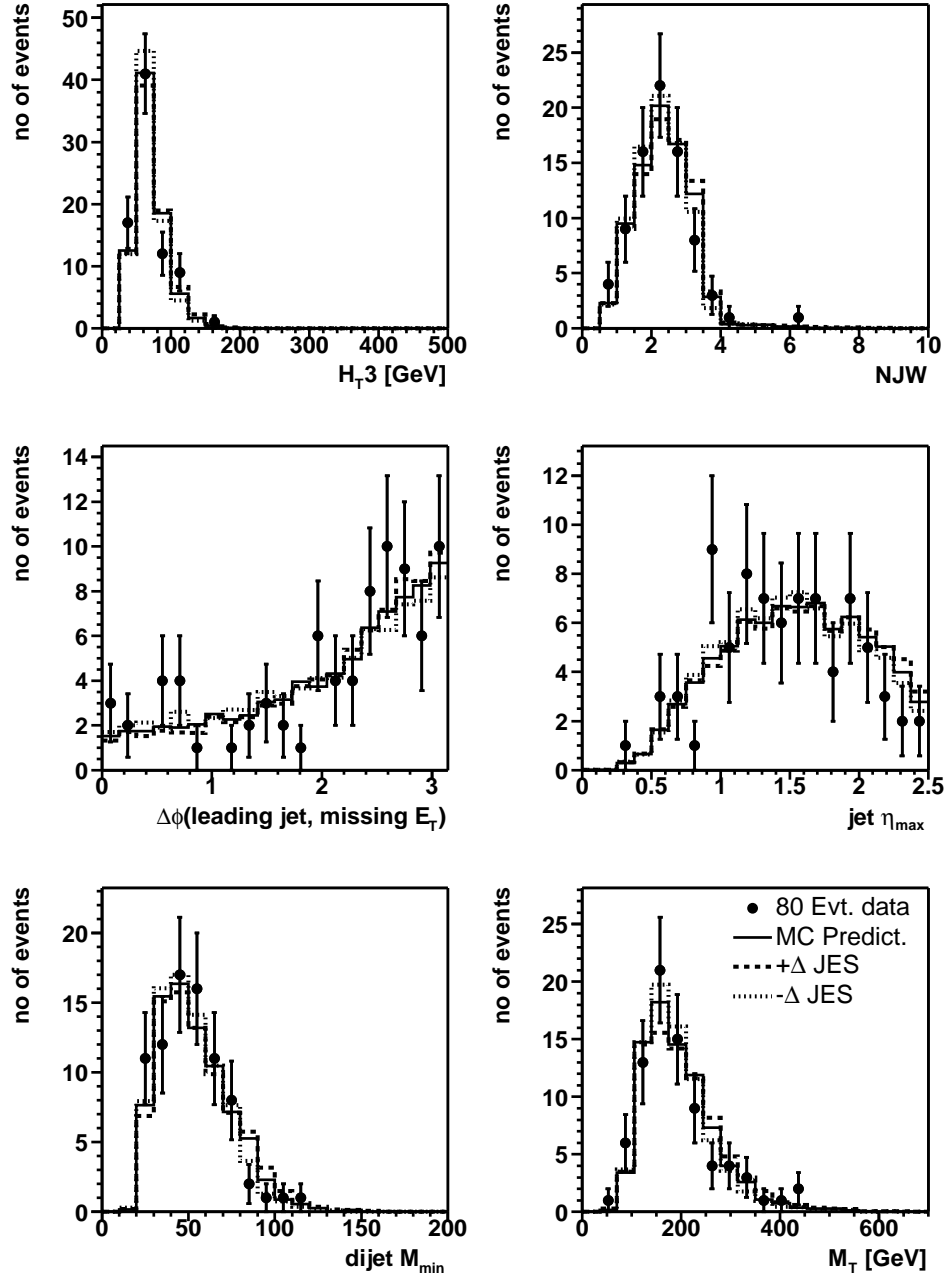 no of events
50
40
30
20
10
0
0 100 200 300 400 500
H_T3 [GeV]
no of events
25
20
15
10
5
0
0 2 4 6 8 10
NJW
no of events
14
12
10
8
6
4
2
0
0 1 2 3
Δϕ(leading jet, missing E_T)
no of events
12
10
8
6
4
2
0
0.5 1 1.5 2 2.5
jet η_max
no of events
20
15
10
5
0
0 50 100 150 200
dijet M_min
no of events
25
20
15
10
5
0
0 200 400 600
M_T [GeV]
80 Evt. data
MC Predict.
+Δ JES
-Δ JES